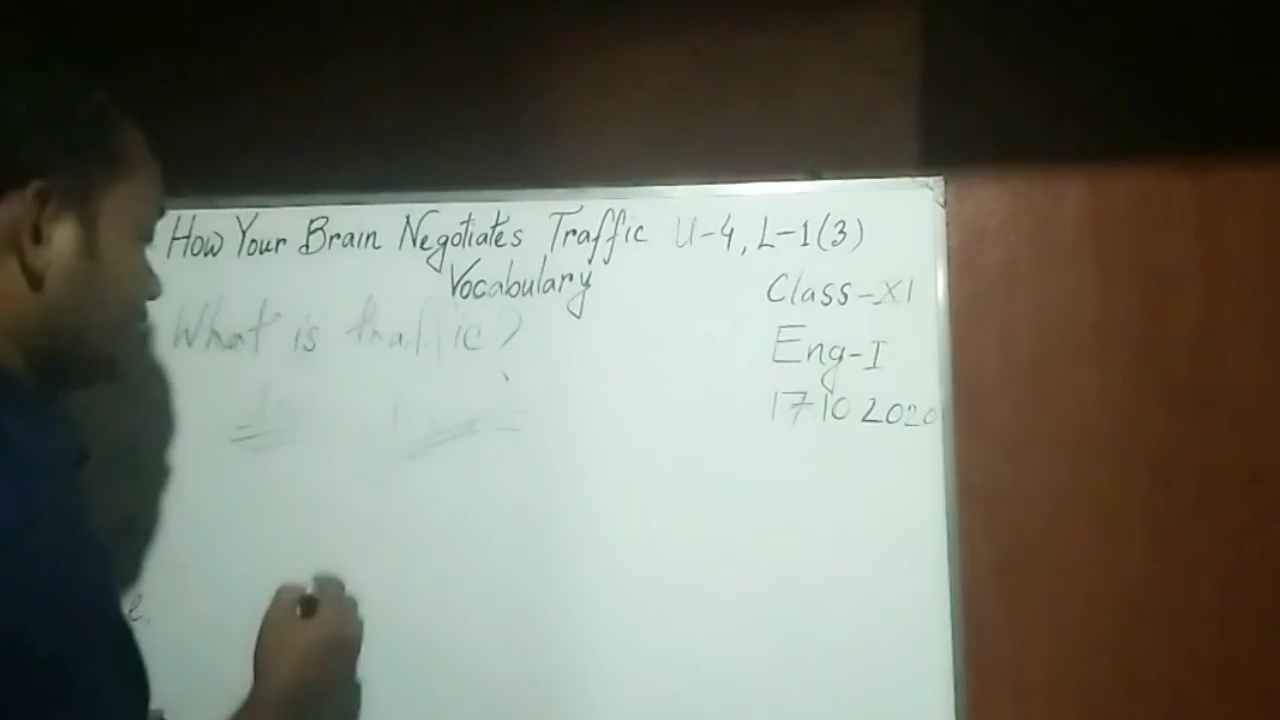 How Your Brain Negotiates Traffic U-4, L-1(3)
Vocabulary
Class-XI
What is traffic?
Eng-I
17 10 2020